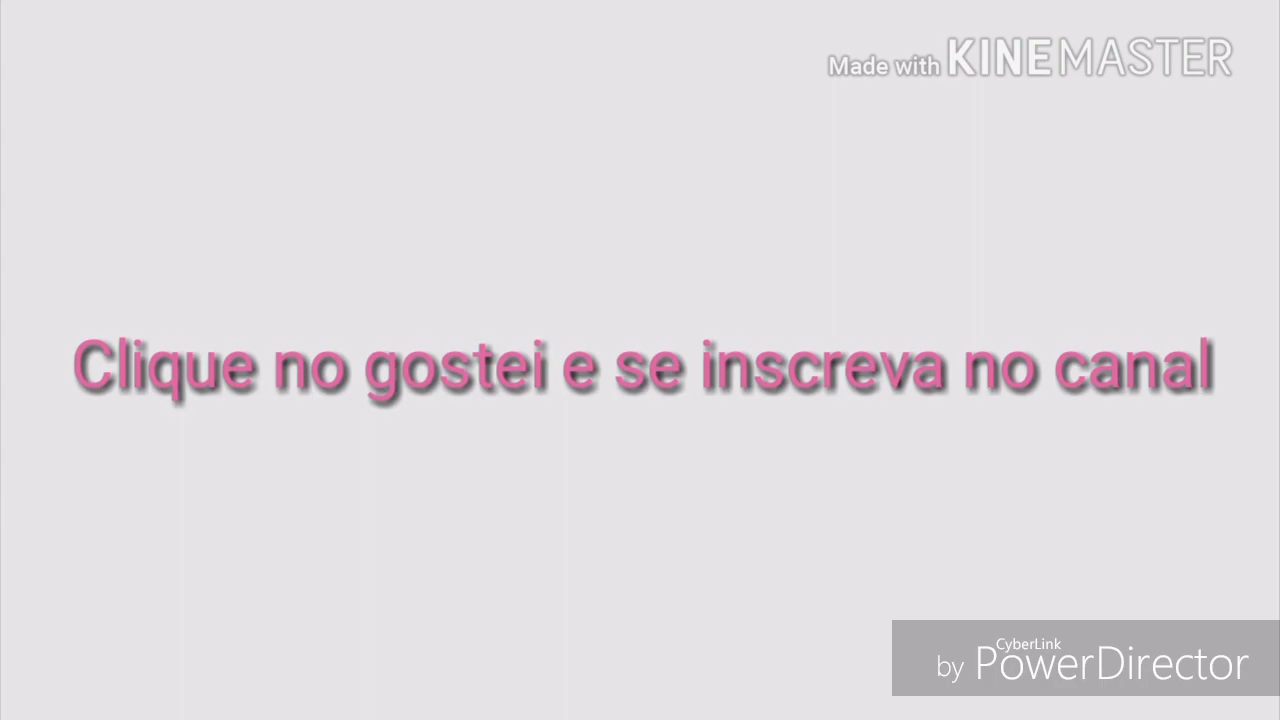 Made with KINEMASTER
Clique no gostei e se inscreva no canal
CyberLink
by PowerDirector